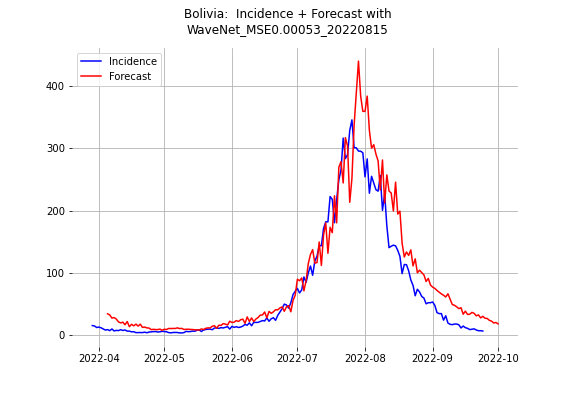 Bolivia:  Incidence + Forecast with
WaveNet_MSE0.00053_20220815
Incidence
Forecast
400
300
200
100
0
2022-04 2022-05 2022-06 2022-07 2022-08 2022-09 2022-10